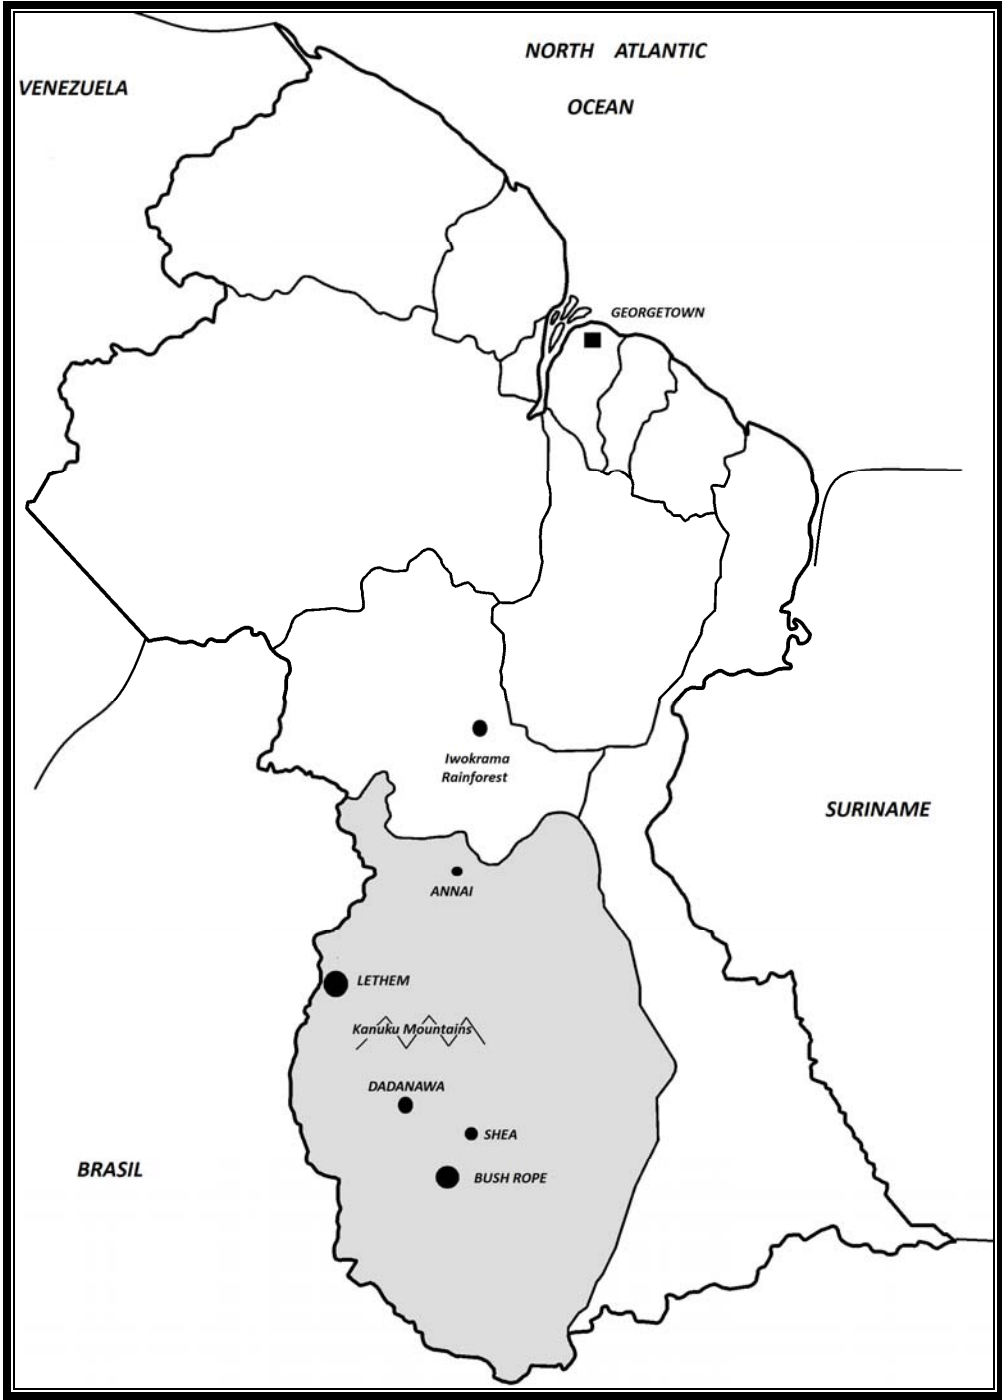 NORTH ATLANTIC
OCEAN
VENEZUELA
GEORGETOWN
Iwokrama
Rainforest
SURINAME
ANNAI
LETHEM
Kanuku Mountains
DADANAWA
SHEA
BUSH ROPE
BRASIL